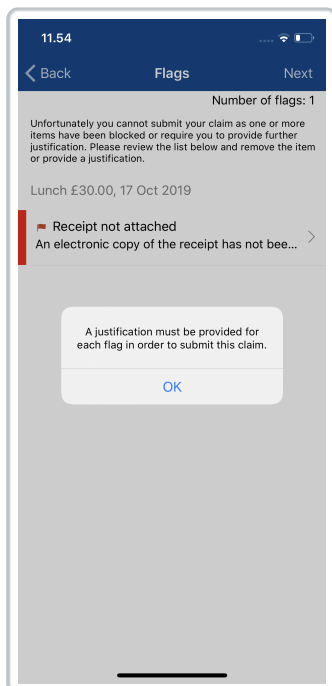 11.54
Back Flags Next
Number of flags: 1
Unfortunately you cannot submit your claim as one or more
items have been blocked or require you to provide further
justification. Please review the list below and remove the item
or provide a justification.
Lunch £30.00, 17 Oct 2019
Receipt not attached
An electronic copy of the receipt has not bee...
A justification must be provided for
each flag in order to submit this claim.
OK